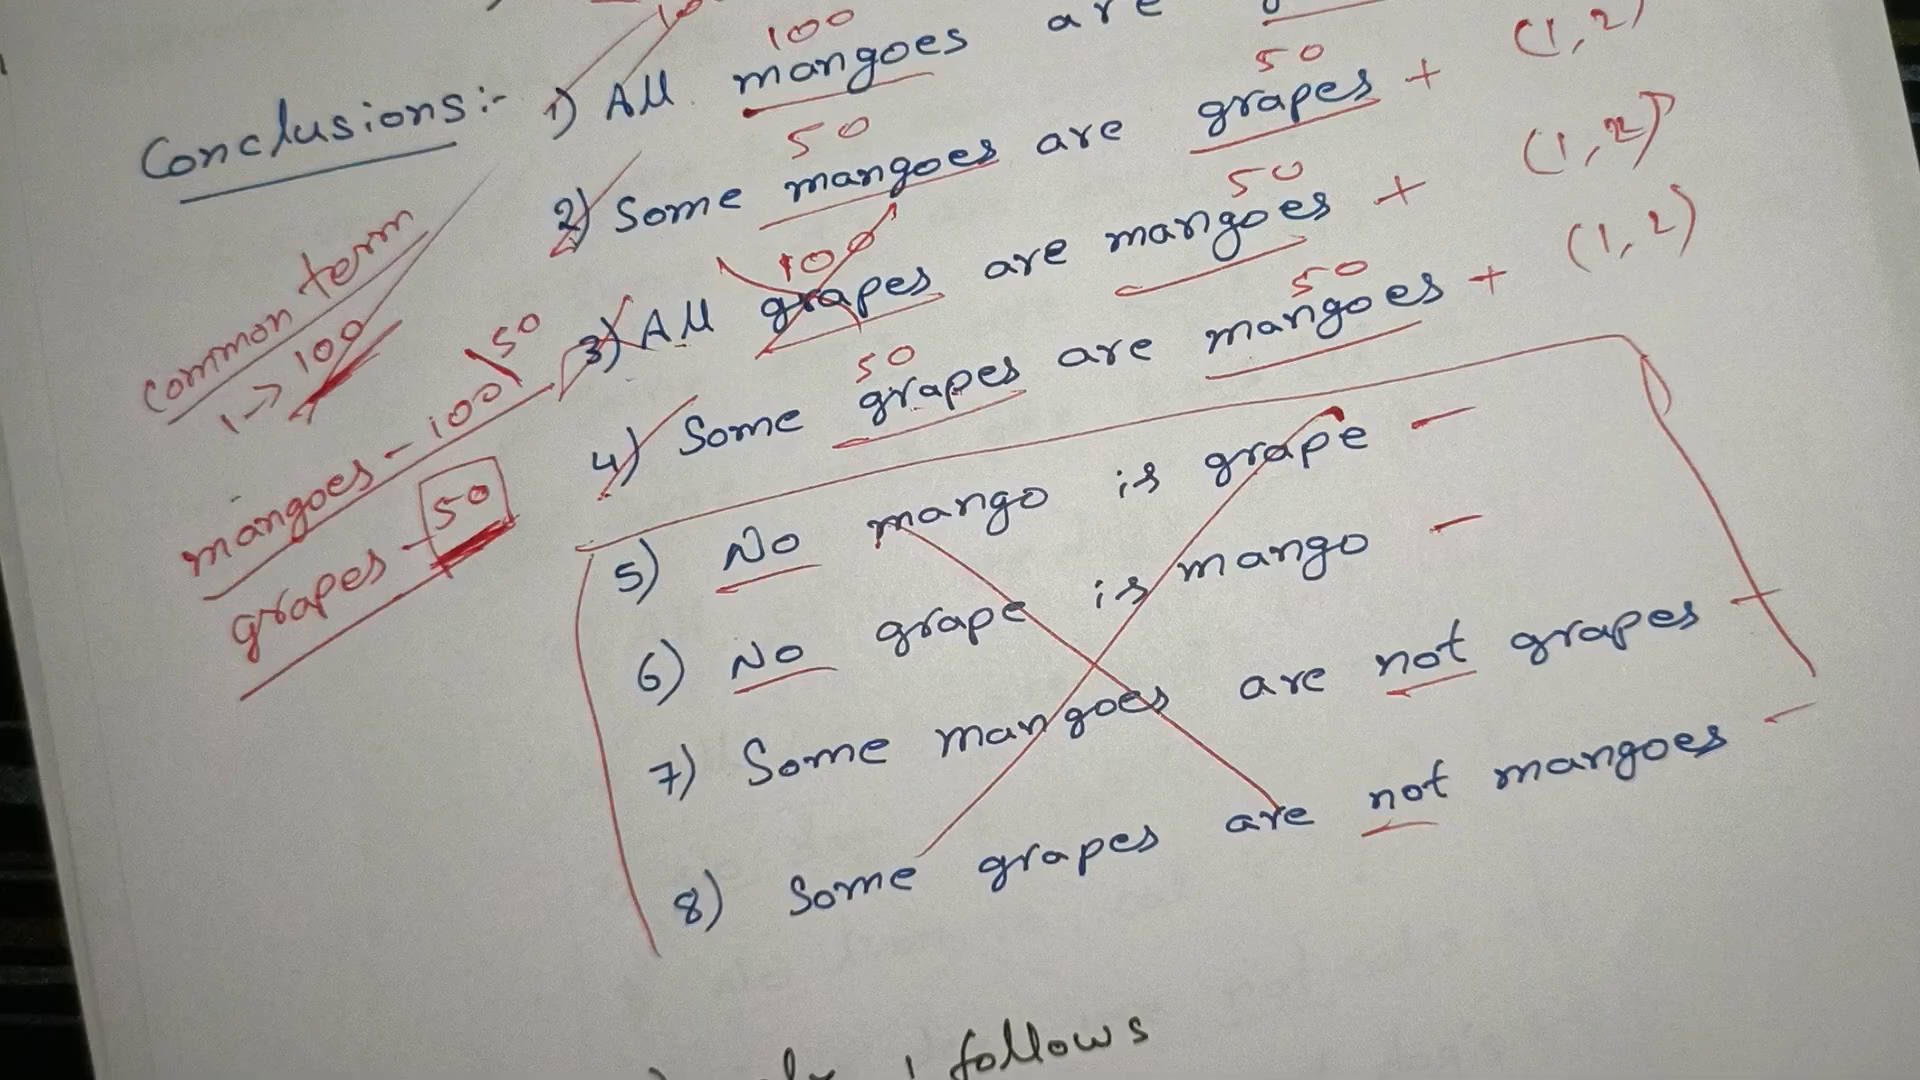 100
Conclusions:- 1) All mangoes are
50 50
2) Some mangoes are grapes + (1,2)
100 50
3) All grapes are mangoes + (1,2)
50 50
4) Some grapes are mangoes + (1,2)
common term
1-> 100
mangoes - 100 50
grapes - 50
5) No mango is grape -
6) No grape is mango -
7) Some mangoes are not grapes -
8) Some grapes are not mangoes -
1 follows